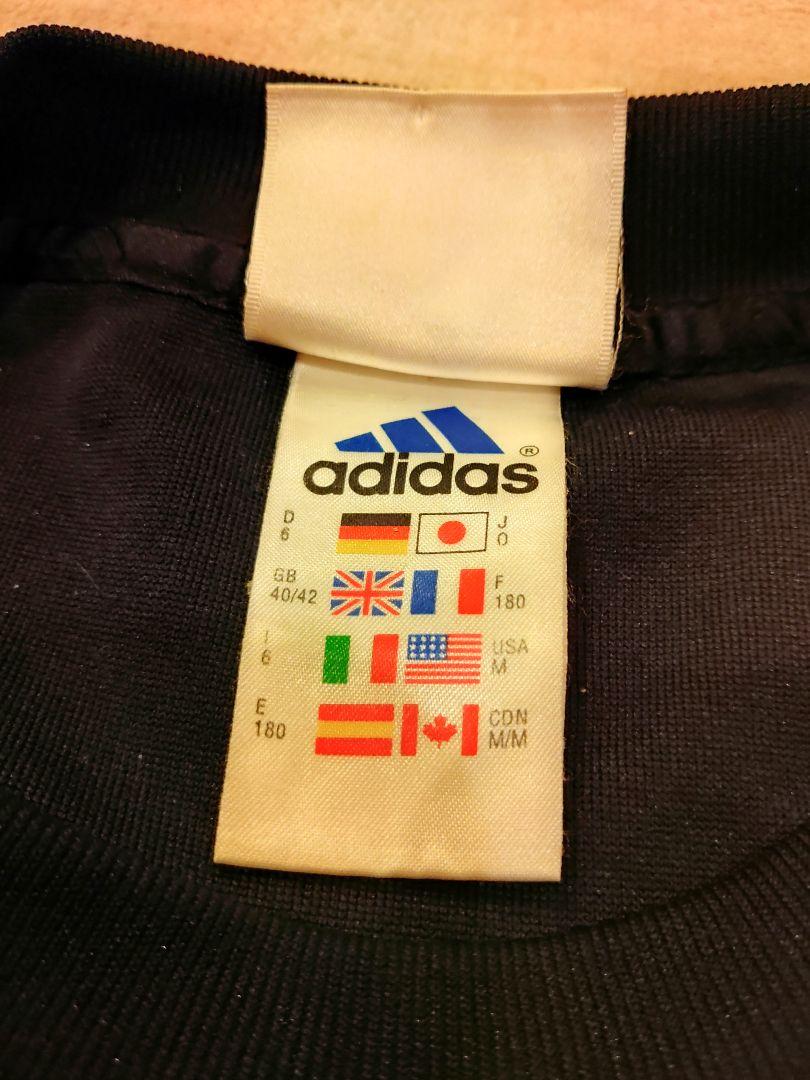 adidas®
D J
6 O
GB F
40/42 180
I USA
6 M
E CDN
180 M/M